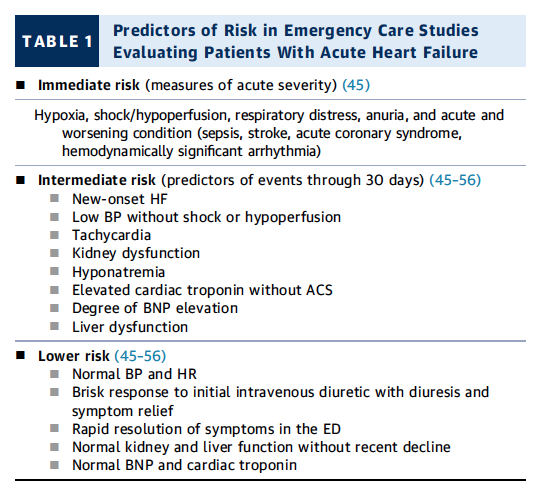 TABLE 1
Predictors of Risk in Emergency Care Studies
Evaluating Patients With Acute Heart Failure
■ Immediate risk (measures of acute severity) (45)
Hypoxia, shock/hypoperfusion, respiratory distress, anuria, and acute and
worsening condition (sepsis, stroke, acute coronary syndrome,
hemodynamically significant arrhythmia)
■ Intermediate risk (predictors of events through 30 days) (45–56)
■ New-onset HF
■ Low BP without shock or hypoperfusion
■ Tachycardia
■ Kidney dysfunction
■ Hyponatremia
■ Elevated cardiac troponin without ACS
■ Degree of BNP elevation
■ Liver dysfunction
■ Lower risk (45–56)
■ Normal BP and HR
■ Brisk response to initial intravenous diuretic with diuresis and
symptom relief
■ Rapid resolution of symptoms in the ED
■ Normal kidney and liver function without recent decline
■ Normal BNP and cardiac troponin